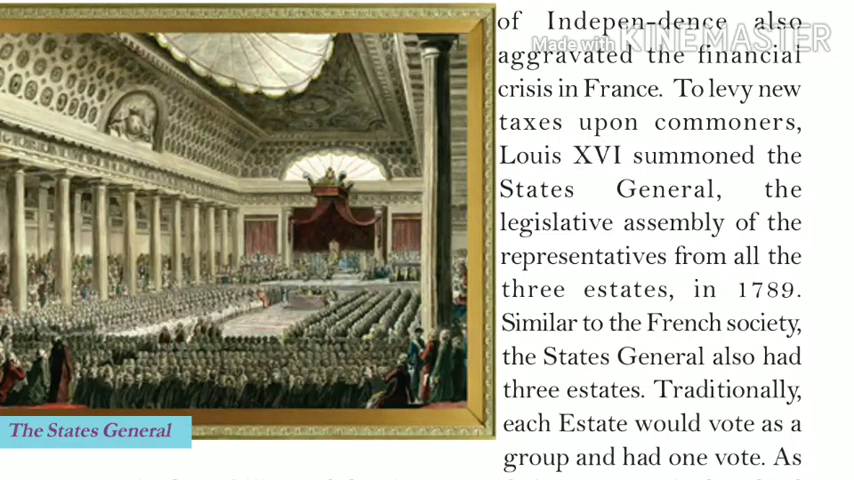 of Indepen-dence also
Made with KINEMASTER
aggravated the financial
crisis in France. To levy new
taxes upon commoners,
Louis XVI summoned the
States General, the
legislative assembly of the
representatives from all the
three estates, in 1789.
Similar to the French society,
the States General also had
three estates. Traditionally,
each Estate would vote as a
group and had one vote. As
The States General